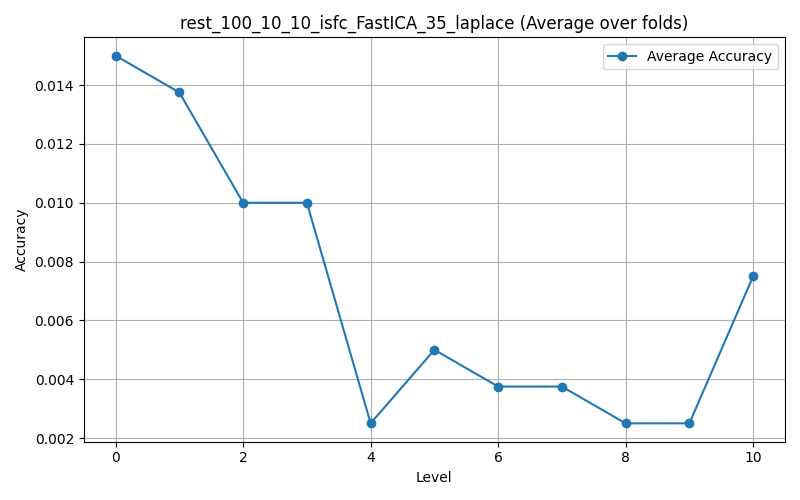 rest_100_10_10_isfc_FastICA_35_laplace (Average over folds)
Average Accuracy
Accuracy
0.014
0.012
0.010
0.008
0.006
0.004
0.002
0 2 4 6 8 10
Level